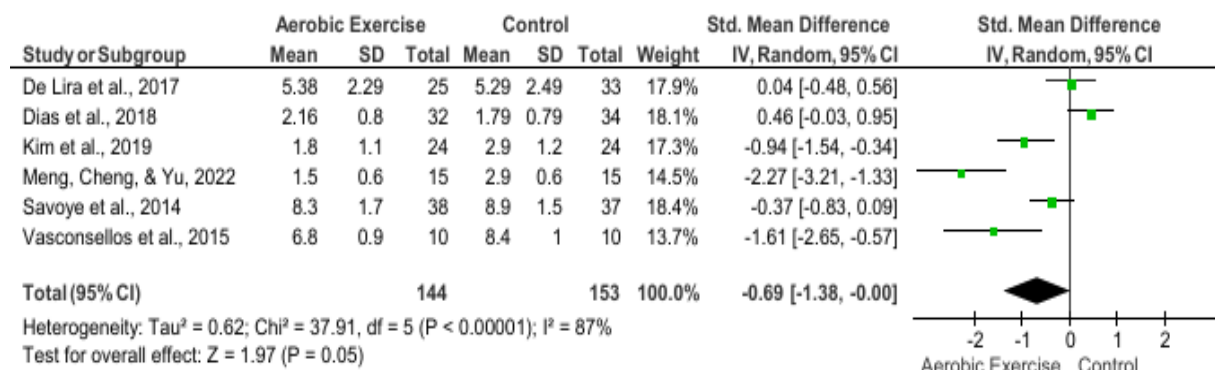 Aerobic Exercise Control Std. Mean Difference Std. Mean Difference
Study or Subgroup Mean SD Total Mean SD Total Weight IV, Random, 95% CI IV, Random, 95% CI
De Lira et al., 2017 5.38 2.29 25 5.29 2.49 33 17.9% 0.04 [-0.48, 0.56]
Dias et al., 2018 2.16 0.8 32 1.79 0.79 34 18.1% 0.46 [-0.03, 0.95]
Kim et al., 2019 1.8 1.1 24 2.9 1.2 24 17.3% -0.94 [-1.54, -0.34]
Meng, Cheng, & Yu, 2022 1.5 0.6 15 2.9 0.6 15 14.5% -2.27 [-3.21, -1.33]
Savoye et al., 2014 8.3 1.7 38 8.9 1.5 37 18.4% -0.37 [-0.83, 0.09]
Vasconsellos et al., 2015 6.8 0.9 10 8.4 1 10 13.7% -1.61 [-2.65, -0.57]
Total (95% CI) 144 153 100.0% -0.69 [-1.38, -0.00]
Heterogeneity: Tau² = 0.62; Chi² = 37.91, df = 5 (P < 0.00001); I² = 87%
Test for overall effect: Z = 1.97 (P = 0.05)
-2 -1 0 1 2
Aerobic Exercise Control